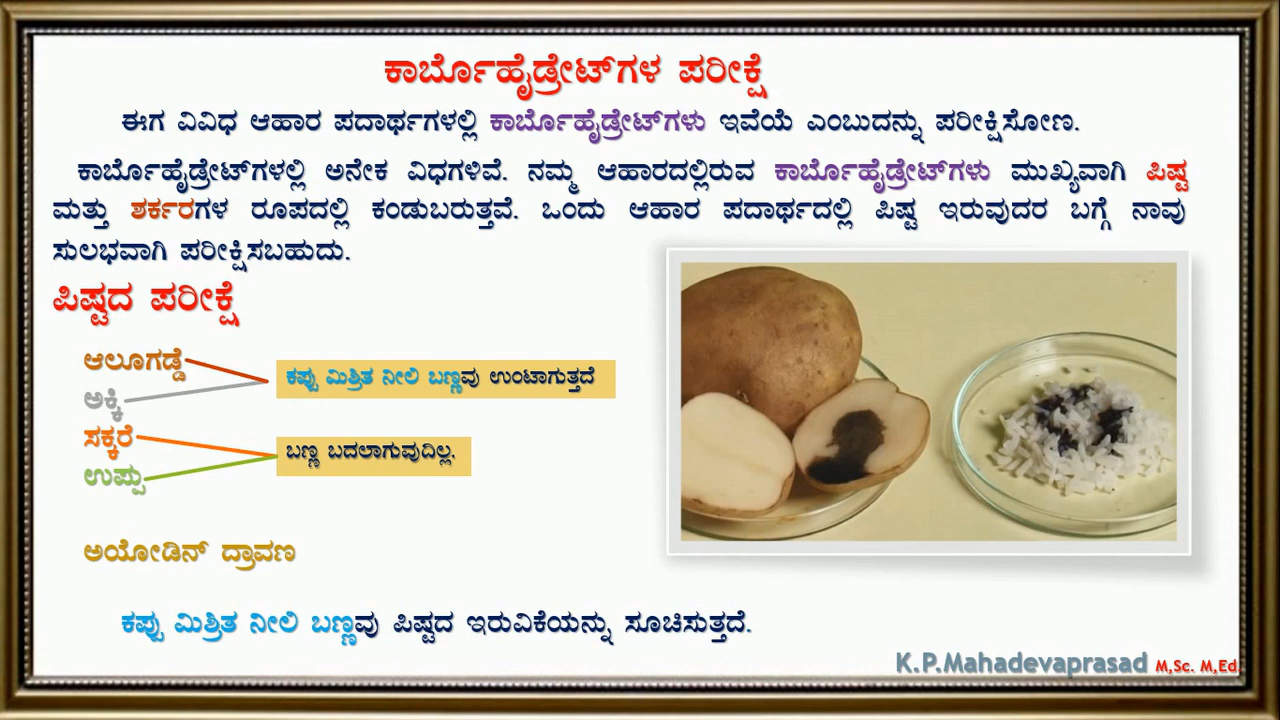 ಕಾರ್ಬೊಹೈಡ್ರೇಟ್‌ಗಳ ಪರೀಕ್ಷೆ
ಈಗ ವಿವಿಧ ಆಹಾರ ಪದಾರ್ಥಗಳಲ್ಲಿ ಕಾರ್ಬೊಹೈಡ್ರೇಟ್‌ಗಳು ಇವೆಯೆ ಎಂಬುದನ್ನು ಪರೀಕ್ಷಿಸೋಣ.
ಕಾರ್ಬೊಹೈಡ್ರೇಟ್‌ಗಳಲ್ಲಿ ಅನೇಕ ವಿಧಗಳಿವೆ. ನಮ್ಮ ಆಹಾರದಲ್ಲಿರುವ ಕಾರ್ಬೊಹೈಡ್ರೇಟ್‌ಗಳು ಮುಖ್ಯವಾಗಿ ಪಿಷ್ಟ
ಮತ್ತು ಶರ್ಕರಗಳ ರೂಪದಲ್ಲಿ ಕಂಡುಬರುತ್ತವೆ. ಒಂದು ಆಹಾರ ಪದಾರ್ಥದಲ್ಲಿ ಪಿಷ್ಟ ಇರುವುದರ ಬಗ್ಗೆ ನಾವು
ಸುಲಭವಾಗಿ ಪರೀಕ್ಷಿಸಬಹುದು.
ಪಿಷ್ಟದ ಪರೀಕ್ಷೆ
ಆಲೂಗಡ್ಡೆ
ಅಕ್ಕಿ
ಕಪ್ಪು ಮಿಶ್ರಿತ ನೀಲಿ ಬಣ್ಣವು ಉಂಟಾಗುತ್ತದೆ
ಸಕ್ಕರೆ
ಉಪ್ಪು
ಬಣ್ಣ ಬದಲಾಗುವುದಿಲ್ಲ.
ಅಯೋಡಿನ್ ದ್ರಾವಣ
ಕಪ್ಪು ಮಿಶ್ರಿತ ನೀಲಿ ಬಣ್ಣವು ಪಿಷ್ಟದ ಇರುವಿಕೆಯನ್ನು ಸೂಚಿಸುತ್ತದೆ.
K.P.Mahadevaprasad M,Sc. M,Ed,